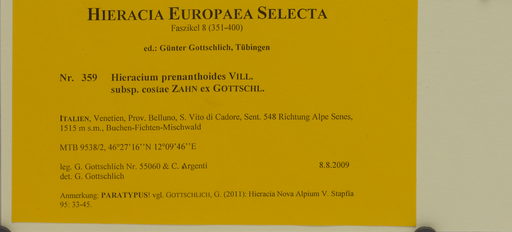 HIERACIA EUROPAEA SELECTA
Faszikel 8 (351-400)
ed.: Günter Gottschlich, Tübingen
Nr. 359 Hieracium prenanthoides VILL.
subsp. costae ZAHN ex GOTTSCHL.
ITALIEN, Venetien, Prov. Belluno, S. Vito di Cadore, Sent. 548 Richtung Alpe Senes,
1515 m s.m., Buchen-Fichten-Mischwald
MTB 9538/2, 46°27'16''N 12°09'46''E
leg. G. Gottschlich Nr. 55060 & C. Argenti 8.8.2009
det. G. Gottschlich
Anmerkung: PARATYPUS! vgl. GOTTSCHLICH, G. (2011): Hieracia Nova Alpium V. Stapfia
95: 33-45.